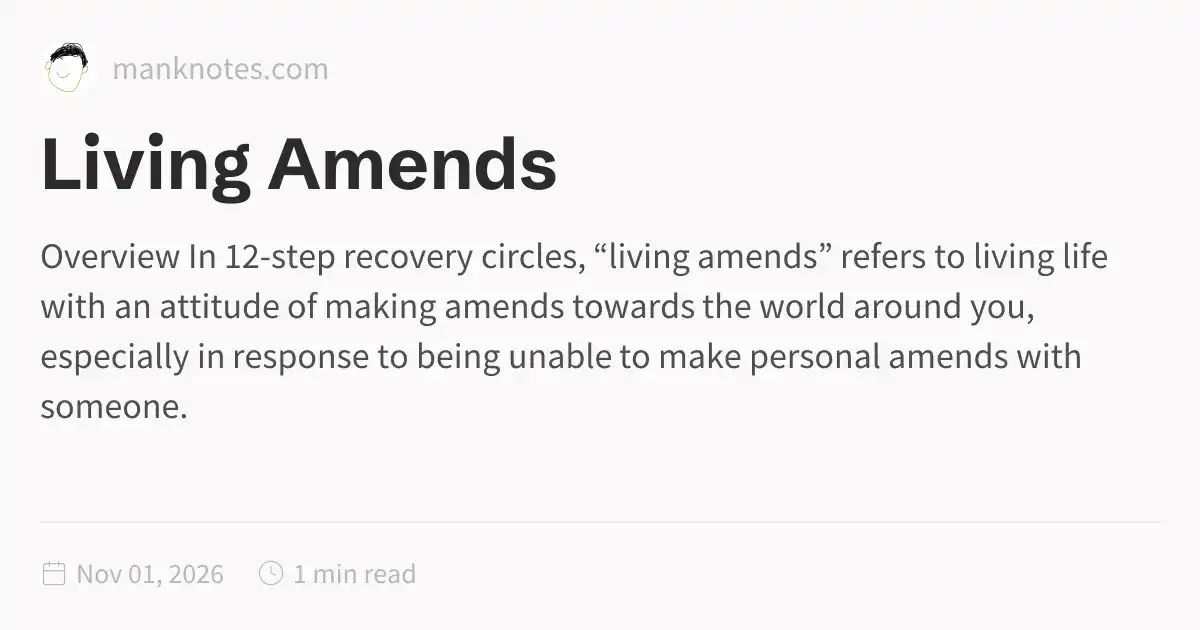 manknotes.com
Living Amends
Overview In 12-step recovery circles, “living amends” refers to living life
with an attitude of making amends towards the world around you,
especially in response to being unable to make personal amends with
someone.
Nov 01, 2026 1 min read